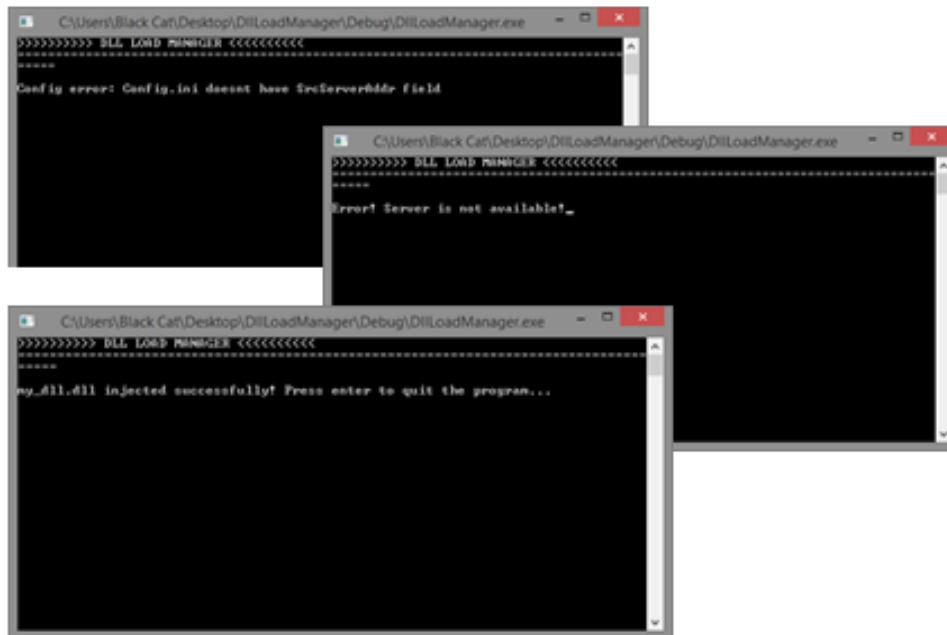 C:\Users\Black Cat\Desktop\DllLoadManager\Debug\DllLoadManager.exe
>>>>>>>>>> DLL LOAD MANAGER <<<<<<<<<<
Config error: Config.ini doesnt have SrcServerAddr field
C:\Users\Black Cat\Desktop\DllLoadManager\Debug\DllLoadManager.exe
>>>>>>>>>> DLL LOAD MANAGER <<<<<<<<<<
Error! Server is not available!_
C:\Users\Black Cat\Desktop\DllLoadManager\Debug\DllLoadManager.exe
>>>>>>>>>> DLL LOAD MANAGER <<<<<<<<<<
my_dll.dll injected successfully! Press enter to quit the program...